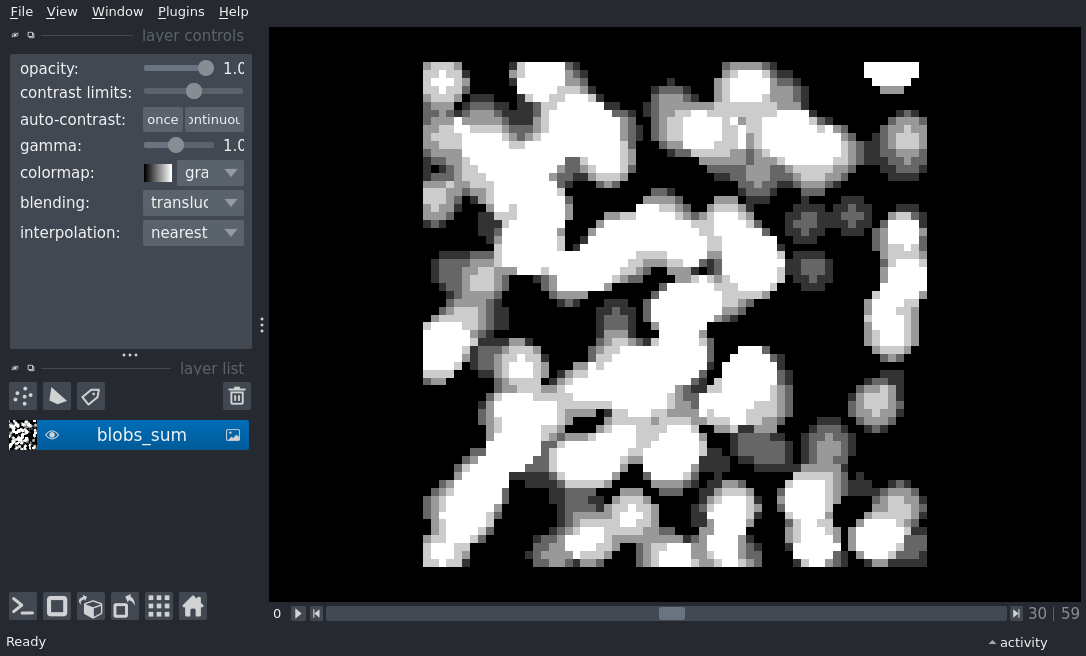 File View Window Plugins Help
layer controls
opacity: 1.0
contrast limits:
auto-contrast: once ontinuou
gamma: 1.0
colormap: gra
blending: transluc
interpolation: nearest
layer list
blobs_sum
0 30 | 59
Ready activity